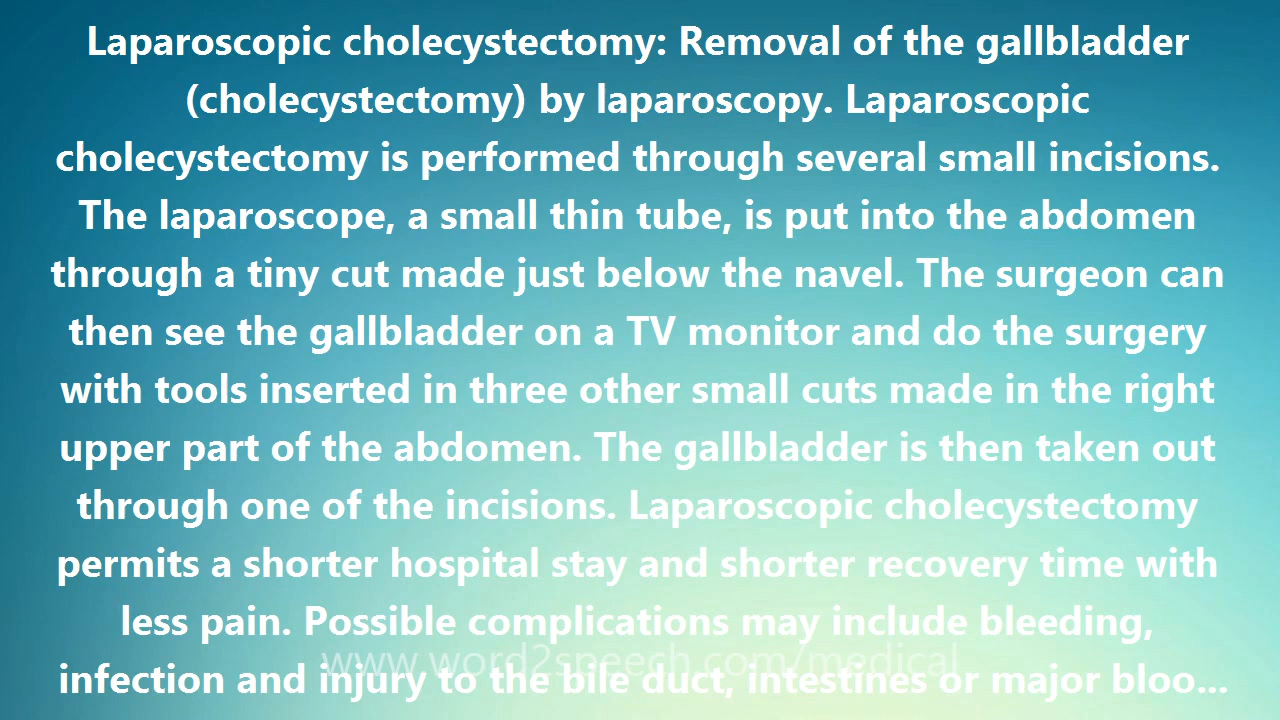 Laparoscopic cholecystectomy: Removal of the gallbladder
(cholecystectomy) by laparoscopy. Laparoscopic
cholecystectomy is performed through several small incisions.
The laparoscope, a small thin tube, is put into the abdomen
through a tiny cut made just below the navel. The surgeon can
then see the gallbladder on a TV monitor and do the surgery
with tools inserted in three other small cuts made in the right
upper part of the abdomen. The gallbladder is then taken out
through one of the incisions. Laparoscopic cholecystectomy
permits a shorter hospital stay and shorter recovery time with
less pain. Possible complications may include bleeding,
www.word2speech.com/medical
infection and injury to the bile duct, intestines or major bloo...